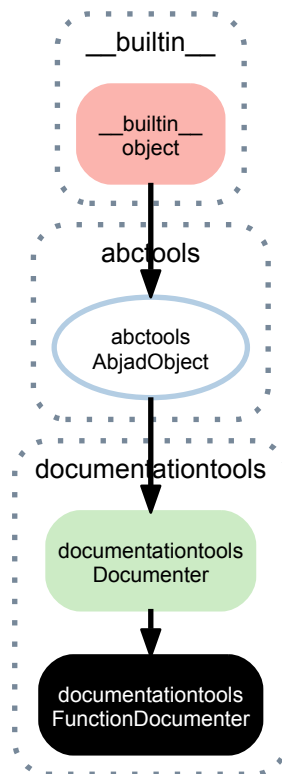 __builtin__
__builtin__
object
abctools
abctools
AbjadObject
documentationtools
documentationtools
Documenter
documentationtools
FunctionDocumenter